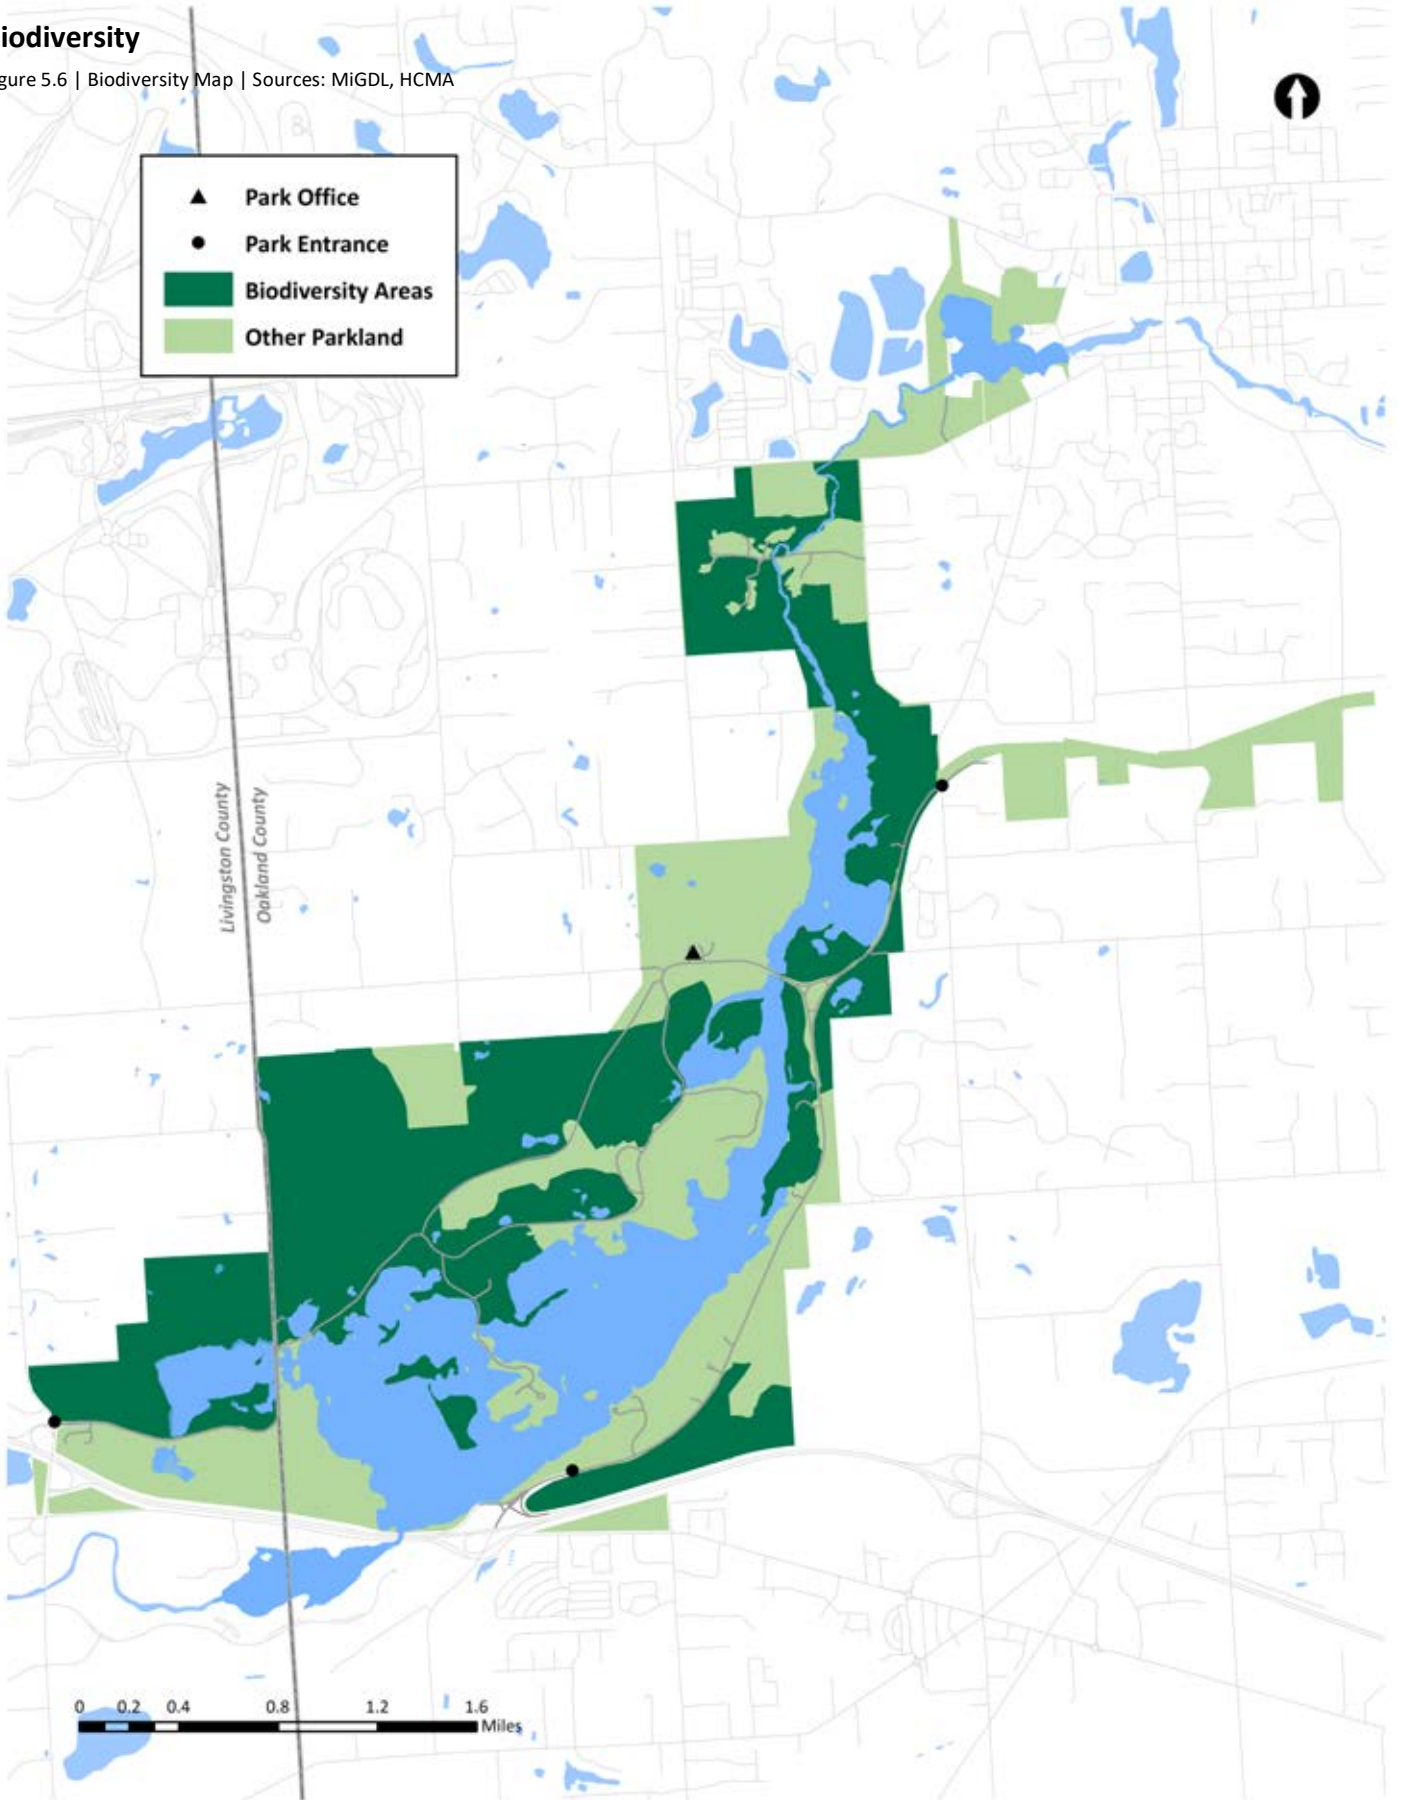 iodiversity
gure 5.6 | Biodiversity Map | Sources: MiGDL, HCMA
Park Office
Park Entrance
Biodiversity Areas
Other Parkland
Livingston County
Oakland County
0 0.2 0.4 0.8 1.2 1.6
Miles